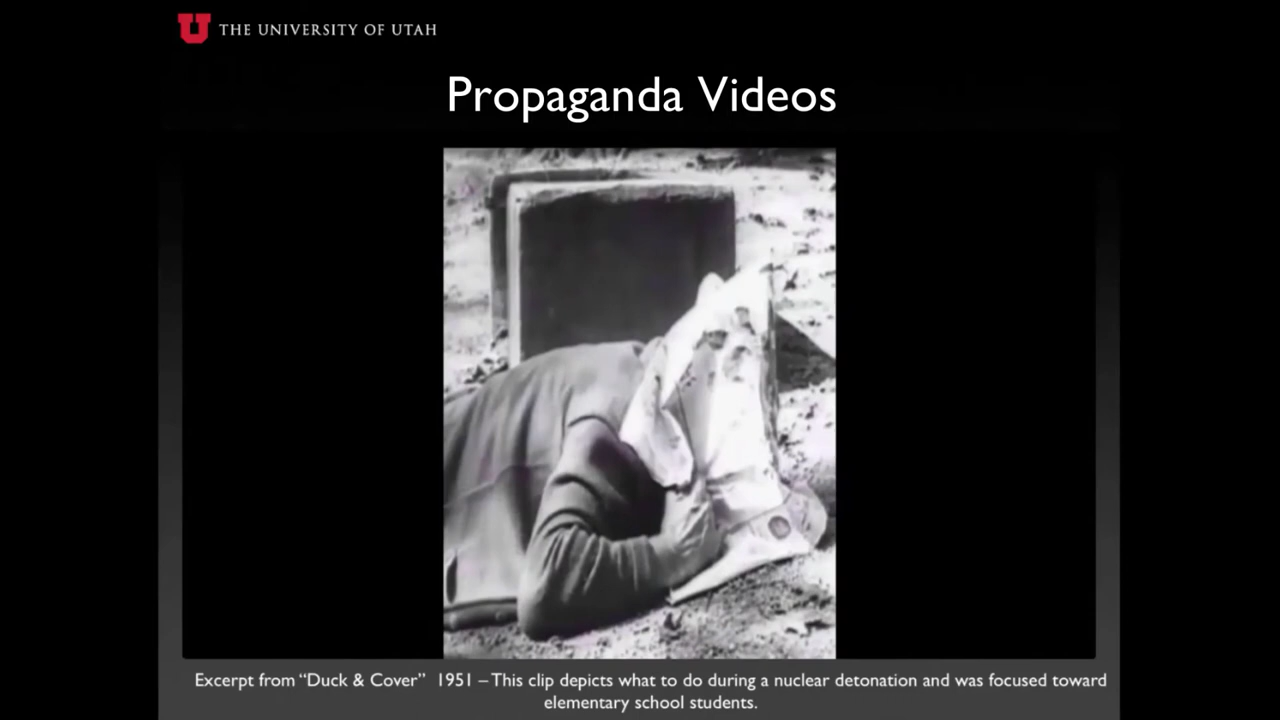 THE UNIVERSITY OF UTAH
Propaganda Videos
Excerpt from “Duck & Cover” 1951 – This clip depicts what to do during a nuclear detonation and was focused toward
elementary school students.